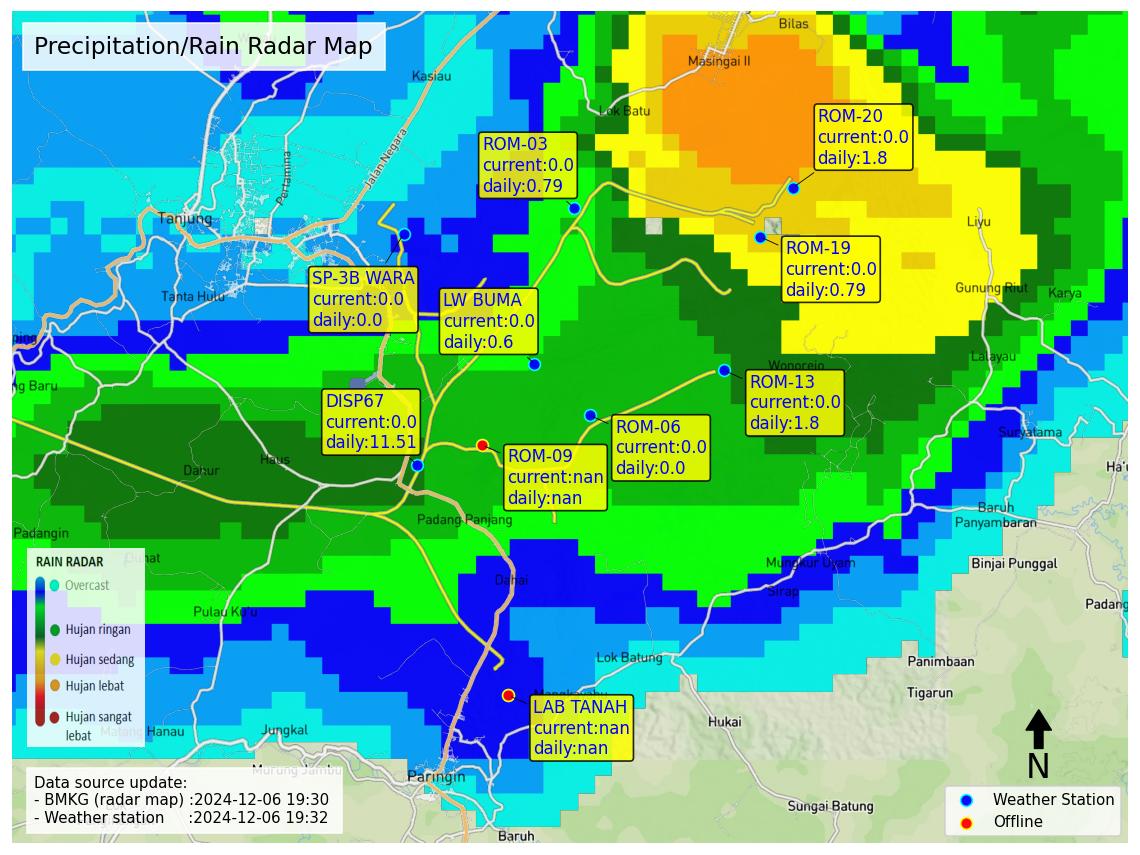 Precipitation/Rain Radar Map
Bilas
Masingai II
Kasiau
Lok Batu
ROM-20
current:0.0
daily:1.8
ROM-03
current:0.0
daily:0.79
Jalan Negara
Pertamina
Tanjung
Liyu
ROM-19
current:0.0
daily:0.79
SP-3B WARA
current:0.0
daily:0.0
Tanta Hulu
LW BUMA
current:0.0
daily:0.6
Gunung Riut
Karya
ping
Lalayau
Wonorejn
ng Baru
ROM-13
current:0.0
daily:1.8
DISP67
current:0.0
daily:11.51
ROM-06
current:0.0
daily:0.0
Suryatama
ROM-09
current:nan
daily:nan
Haus
Dahur
Ha'u
Baruh
Panyambaran
Padang Panjang
Padangin
RAIN RADAR
Overcast
Hujan ringan
Hujan sedang
Hujan lebat
Hujan sangat
lebat
Mungkur Uyam
Binjai Punggal
Dahai
Sirap
Padang
Pulau Ku'u
Lok Batung
Panimbaan
Tigarun
LAB TANAH
current:nan
daily:nan
Hukai
Manau
Jungkal
Murung Jambu
Paringin
N
Data source update:
- BMKG (radar map) :2024-12-06 19:30
- Weather station :2024-12-06 19:32
Sungai Batung
Weather Station
Offline
Baruh